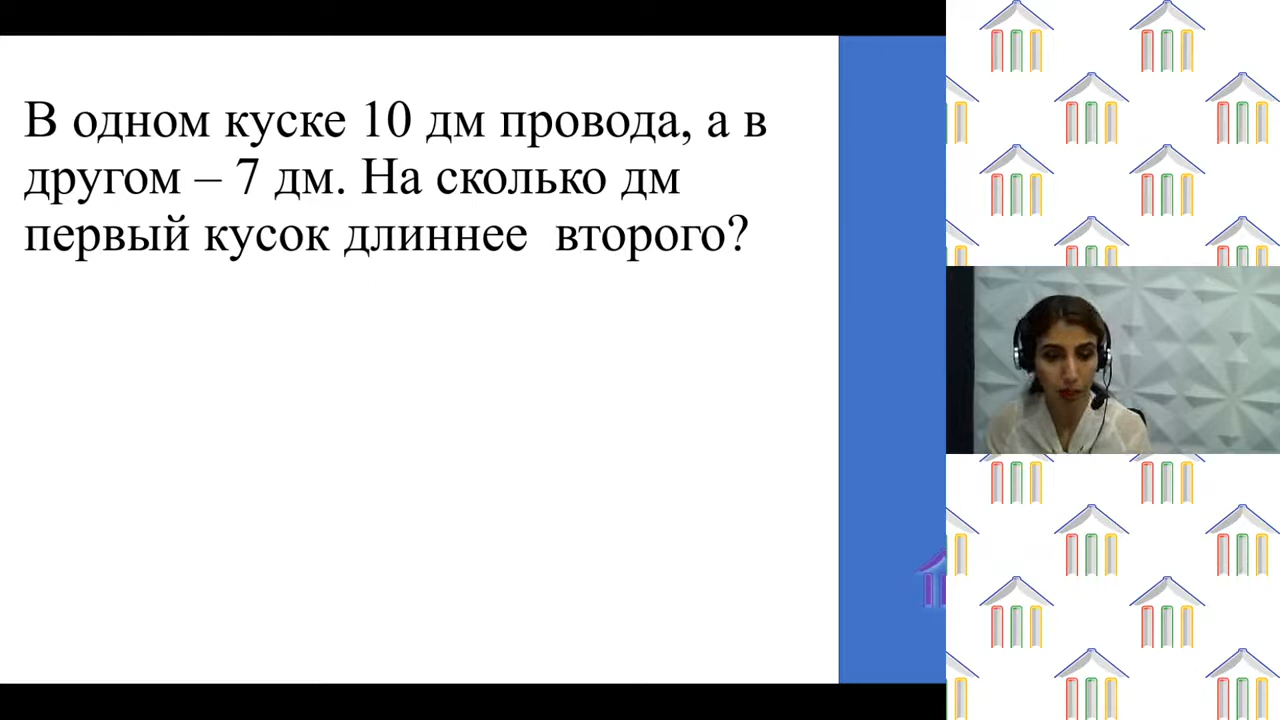 В одном куске 10 дм провода, а в
другом – 7 дм. На сколько дм
первый кусок длиннее  второго?